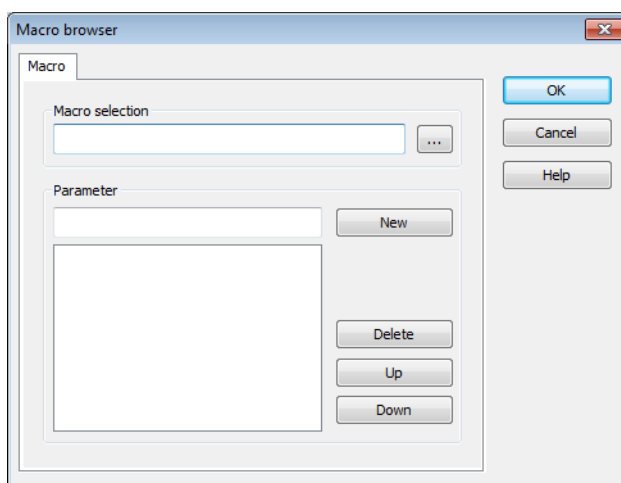 Macro browser
Macro
Macro selection
...
Parameter
New
Delete
Up
Down
OK
Cancel
Help